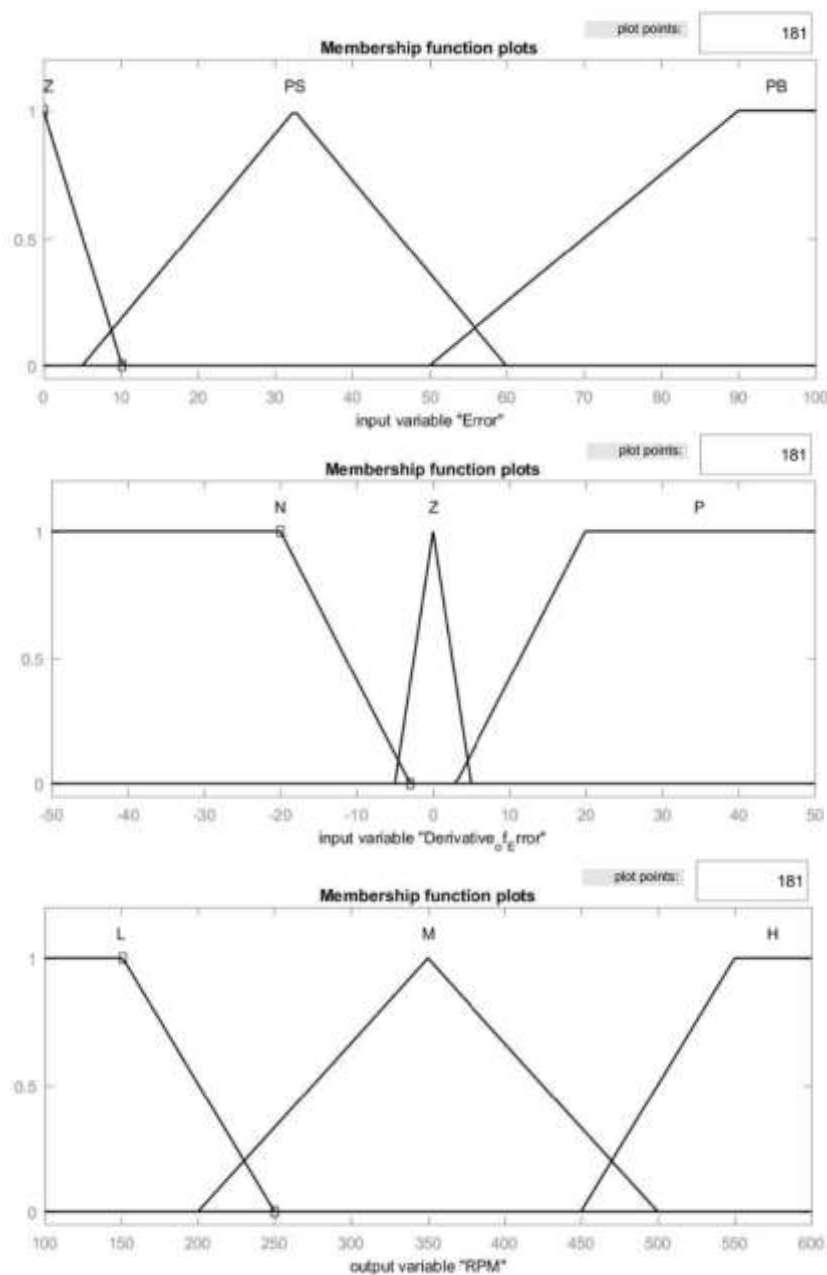 plot points: 181
Membership function plots
Z PS PB
1
0.5
0
0 10 20 30 40 50 60 70 80 90 100
input variable "Error"
plot points: 181
Membership function plots
N Z P
1
0.5
0
-50 -40 -30 -20 -10 0 10 20 30 40 50
input variable "Derivative_of_Error"
plot points: 181
Membership function plots
L M H
1
0.5
0
100 150 200 250 300 350 400 450 500 550 600
output variable "RPM"